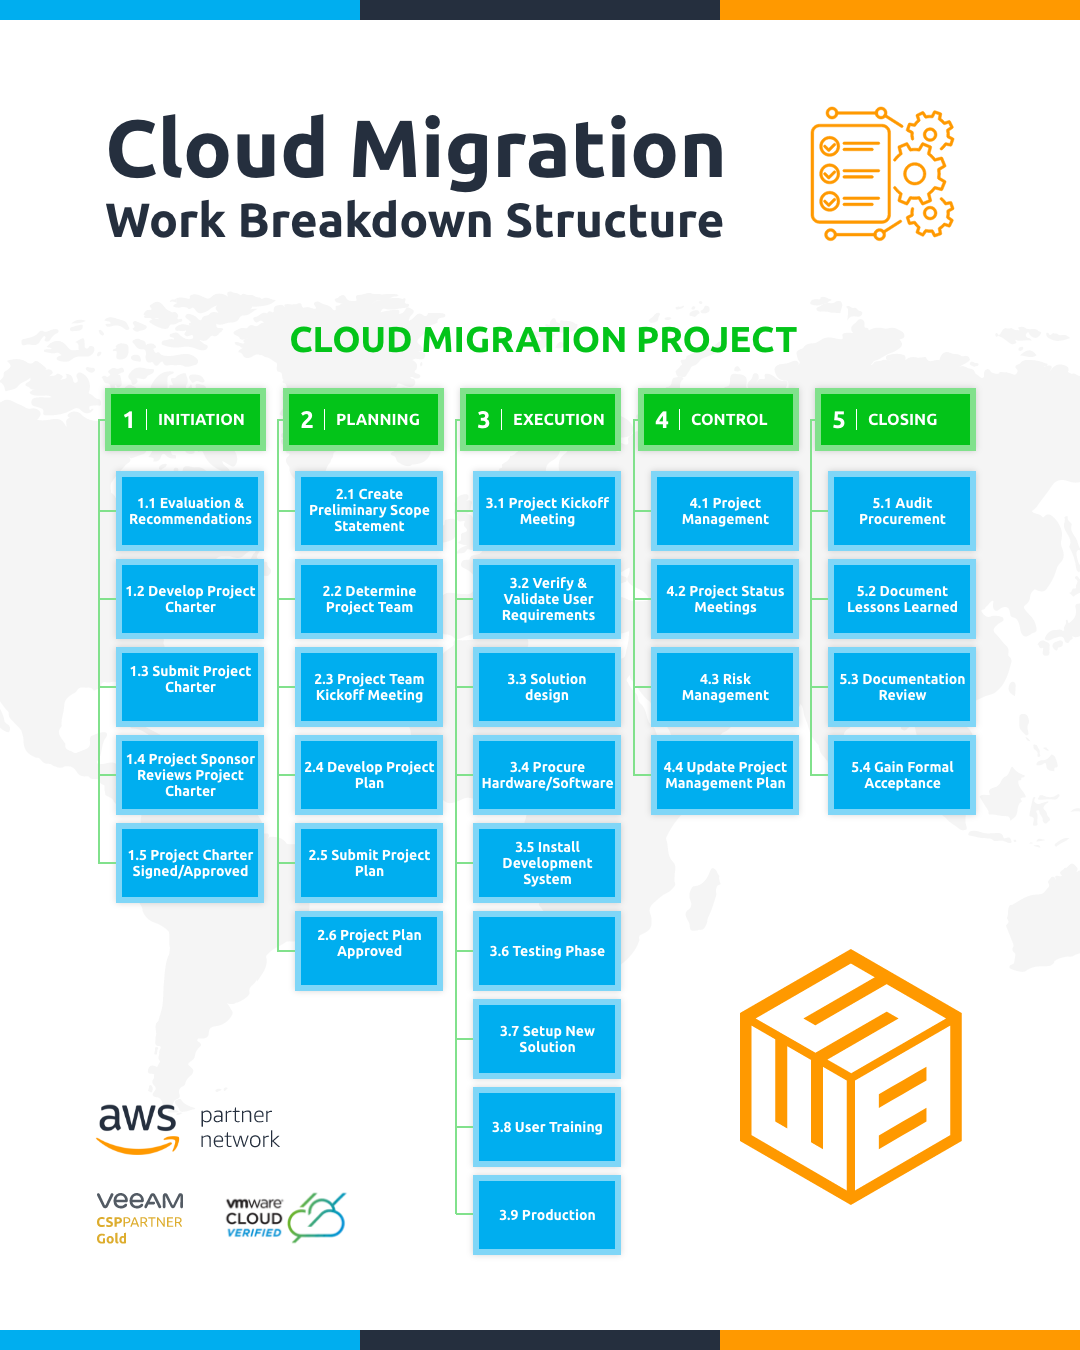 Cloud Migration
Work Breakdown Structure
CLOUD MIGRATION PROJECT
1 INITIATION
1.1 Evaluation &
Recommendations
1.2 Develop Project
Charter
1.3 Submit Project
Charter
1.4 Project Sponsor
Reviews Project
Charter
1.5 Project Charter
Signed/Approved
2 PLANNING
2.1 Create
Preliminary Scope
Statement
2.2 Determine
Project Team
2.3 Project Team
Kickoff Meeting
2.4 Develop Project
Plan
2.5 Submit Project
Plan
2.6 Project Plan
Approved
3 EXECUTION
3.1 Project Kickoff
Meeting
3.2 Verify &
Validate User
Requirements
3.3 Solution
design
3.4 Procure
Hardware/Software
3.5 Install
Development
System
3.6 Testing Phase
3.7 Setup New
Solution
3.8 User Training
3.9 Production
4 CONTROL
4.1 Project
Management
4.2 Project Status
Meetings
4.3 Risk
Management
4.4 Update Project
Management Plan
5 CLOSING
5.1 Audit
Procurement
5.2 Document
Lessons Learned
5.3 Documentation
Review
5.4 Gain Formal
Acceptance
aws partner
network
veeAM
CSPPARTNER
Gold
vmware
CLOUD
VERIFIED